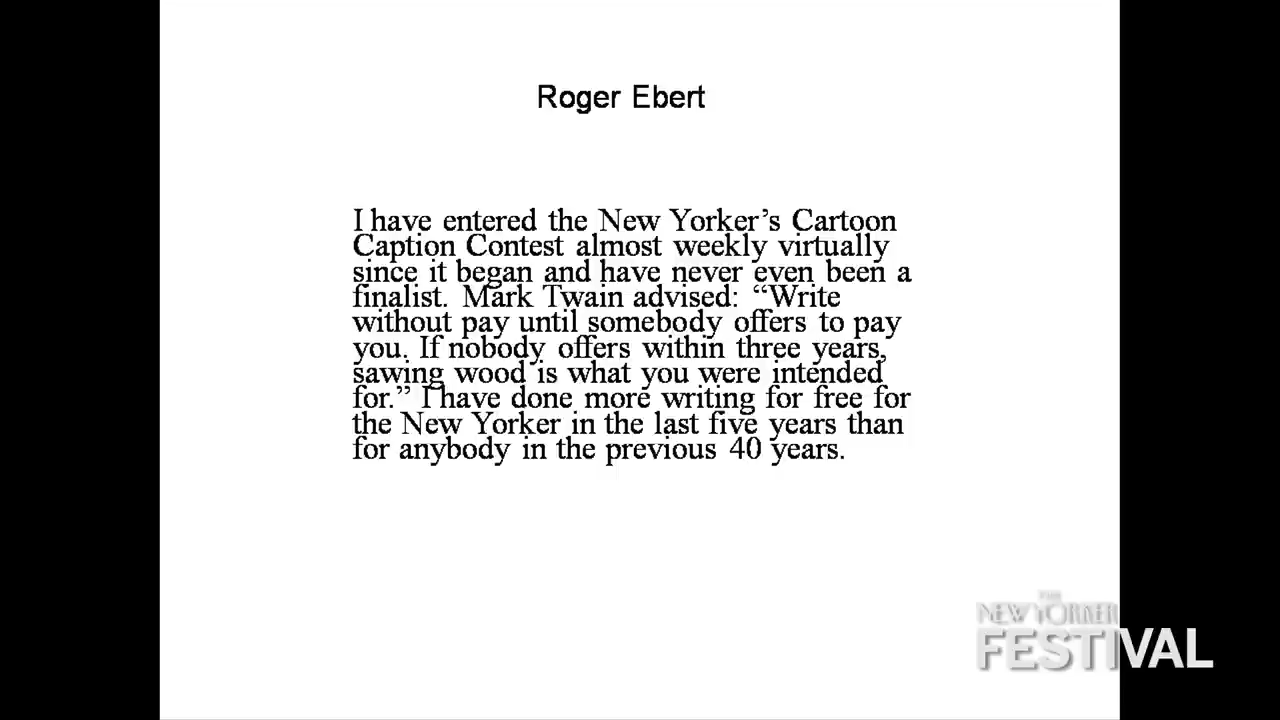 Roger Ebert
I have entered the New Yorker’s Cartoon
Caption Contest almost weekly virtually
since it began and have never even been a
finalist. Mark Twain advised: “Write
without pay until somebody offers to pay
you. If nobody offers within three years,
sawing wood is what you were intended
for.” I have done more writing for free for
the New Yorker in the last five years than
for anybody in the previous 40 years.
THE
NEW YORKER
FESTIVAL